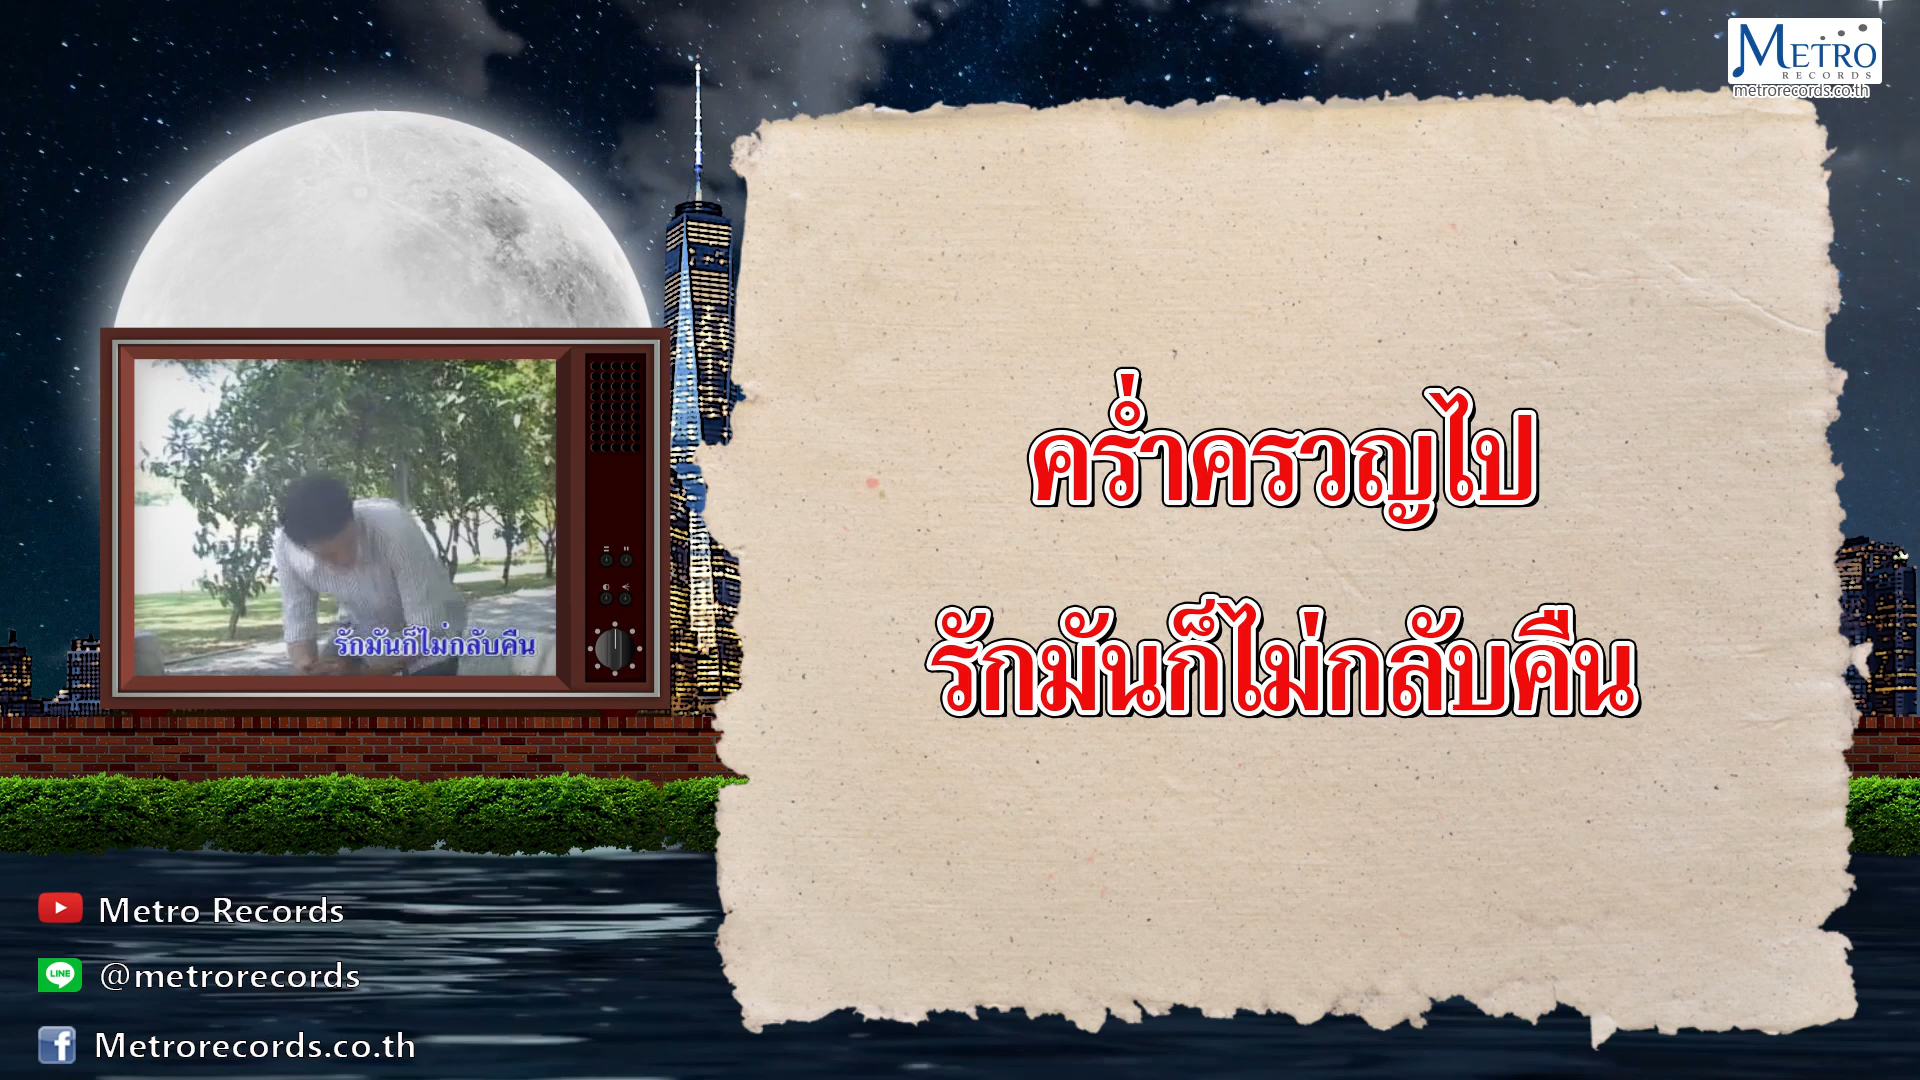 METRO
RECORDS
metrorecords.co.th
คร่ำครวญไป
รักมันก็ไม่กลับคืน
รักมันก็ไม่กลับคืน
Metro Records
LINE
@metrorecords
Metrorecords.co.th